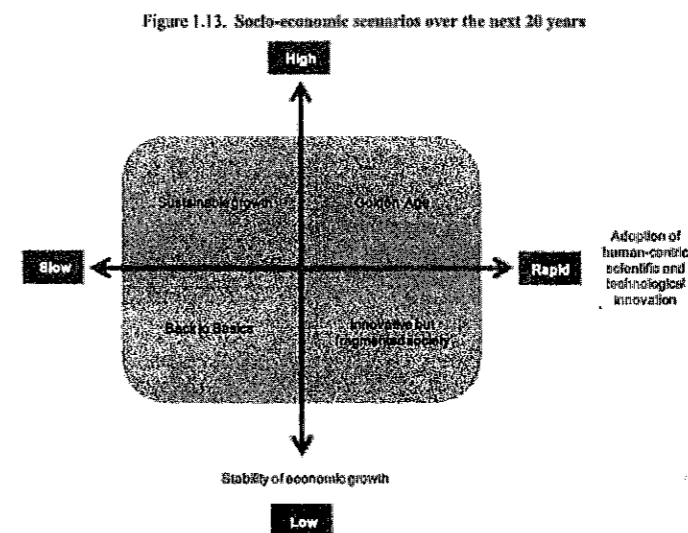 Figure 1.13. Socio-economic scenarios over the next 20 years
High
Sustainable growth
Golden Age
Slow
Rapid
Adoption of
human-centric
scientific and
technological
innovation
Back to Basics
Innovative but
fragmented society
Stability of economic growth
Low